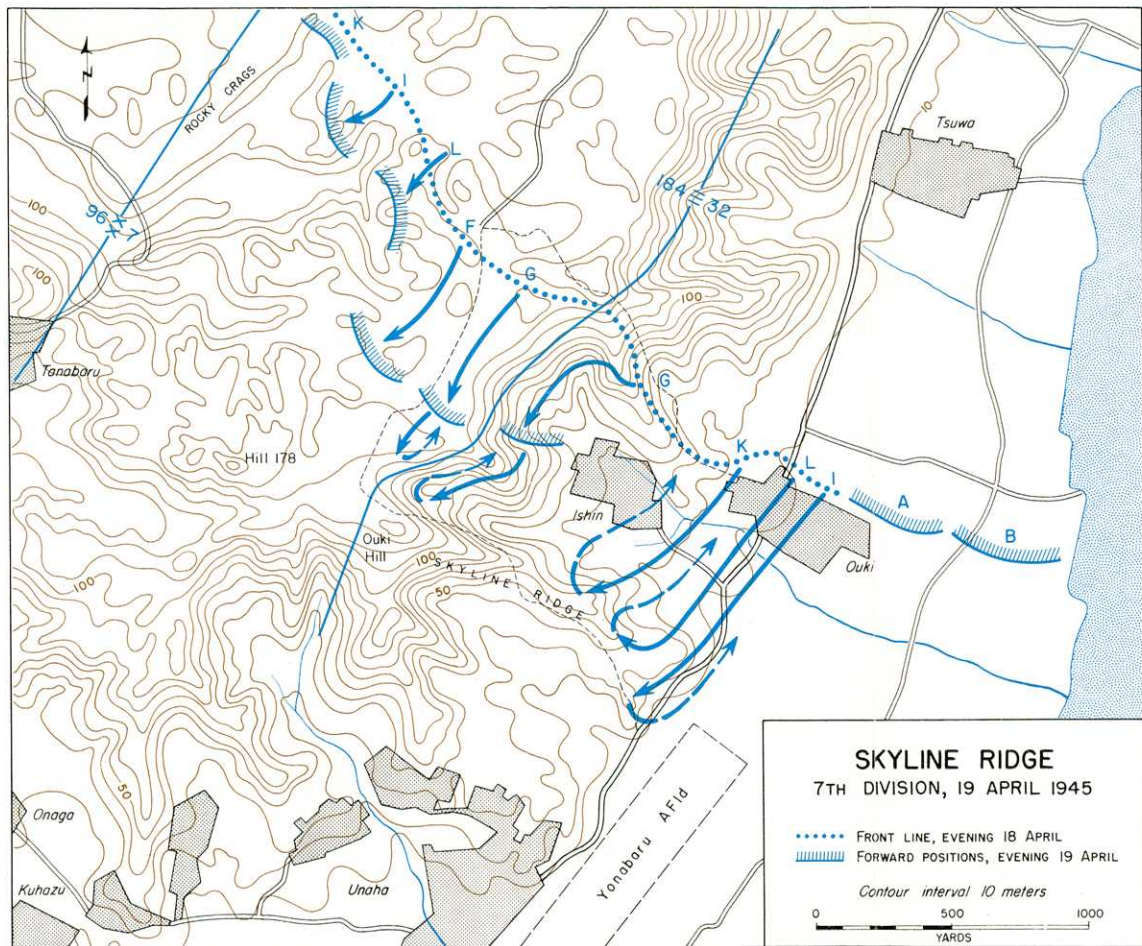 K
N
I
ROCKY CRAGS
10
Tsuwa
L
184 32
100
96 7
F
G
100
100
Tanabaru
G
Hill 178
K
L
I
A
B
Ishin
Ouki
Ouki
Hill
100
SKYLINE RIDGE
50
100
50
Onaga
Kuhazu
Unaha
Yonabaru AFld
SKYLINE RIDGE
7TH DIVISION, 19 APRIL 1945
FRONT LINE, EVENING 18 APRIL
FORWARD POSITIONS, EVENING 19 APRIL
Contour interval 10 meters
0 500 1000
YARDS